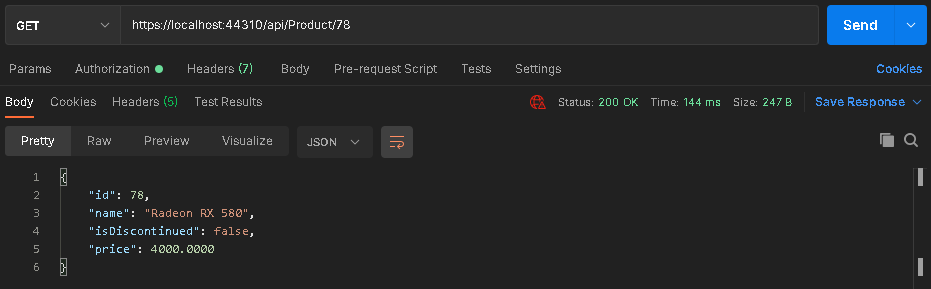 GET https://localhost:44310/api/Product/78 Send
Params Authorization Headers (7) Body Pre-request Script Tests Settings Cookies
Body Cookies Headers (5) Test Results Status: 200 OK Time: 144 ms Size: 247 B Save Response
Pretty Raw Preview Visualize JSON
1 {
2 "id": 78,
3 "name": "Radeon RX 580",
4 "isDiscontinued": false,
5 "price": 4000.0000
6 }